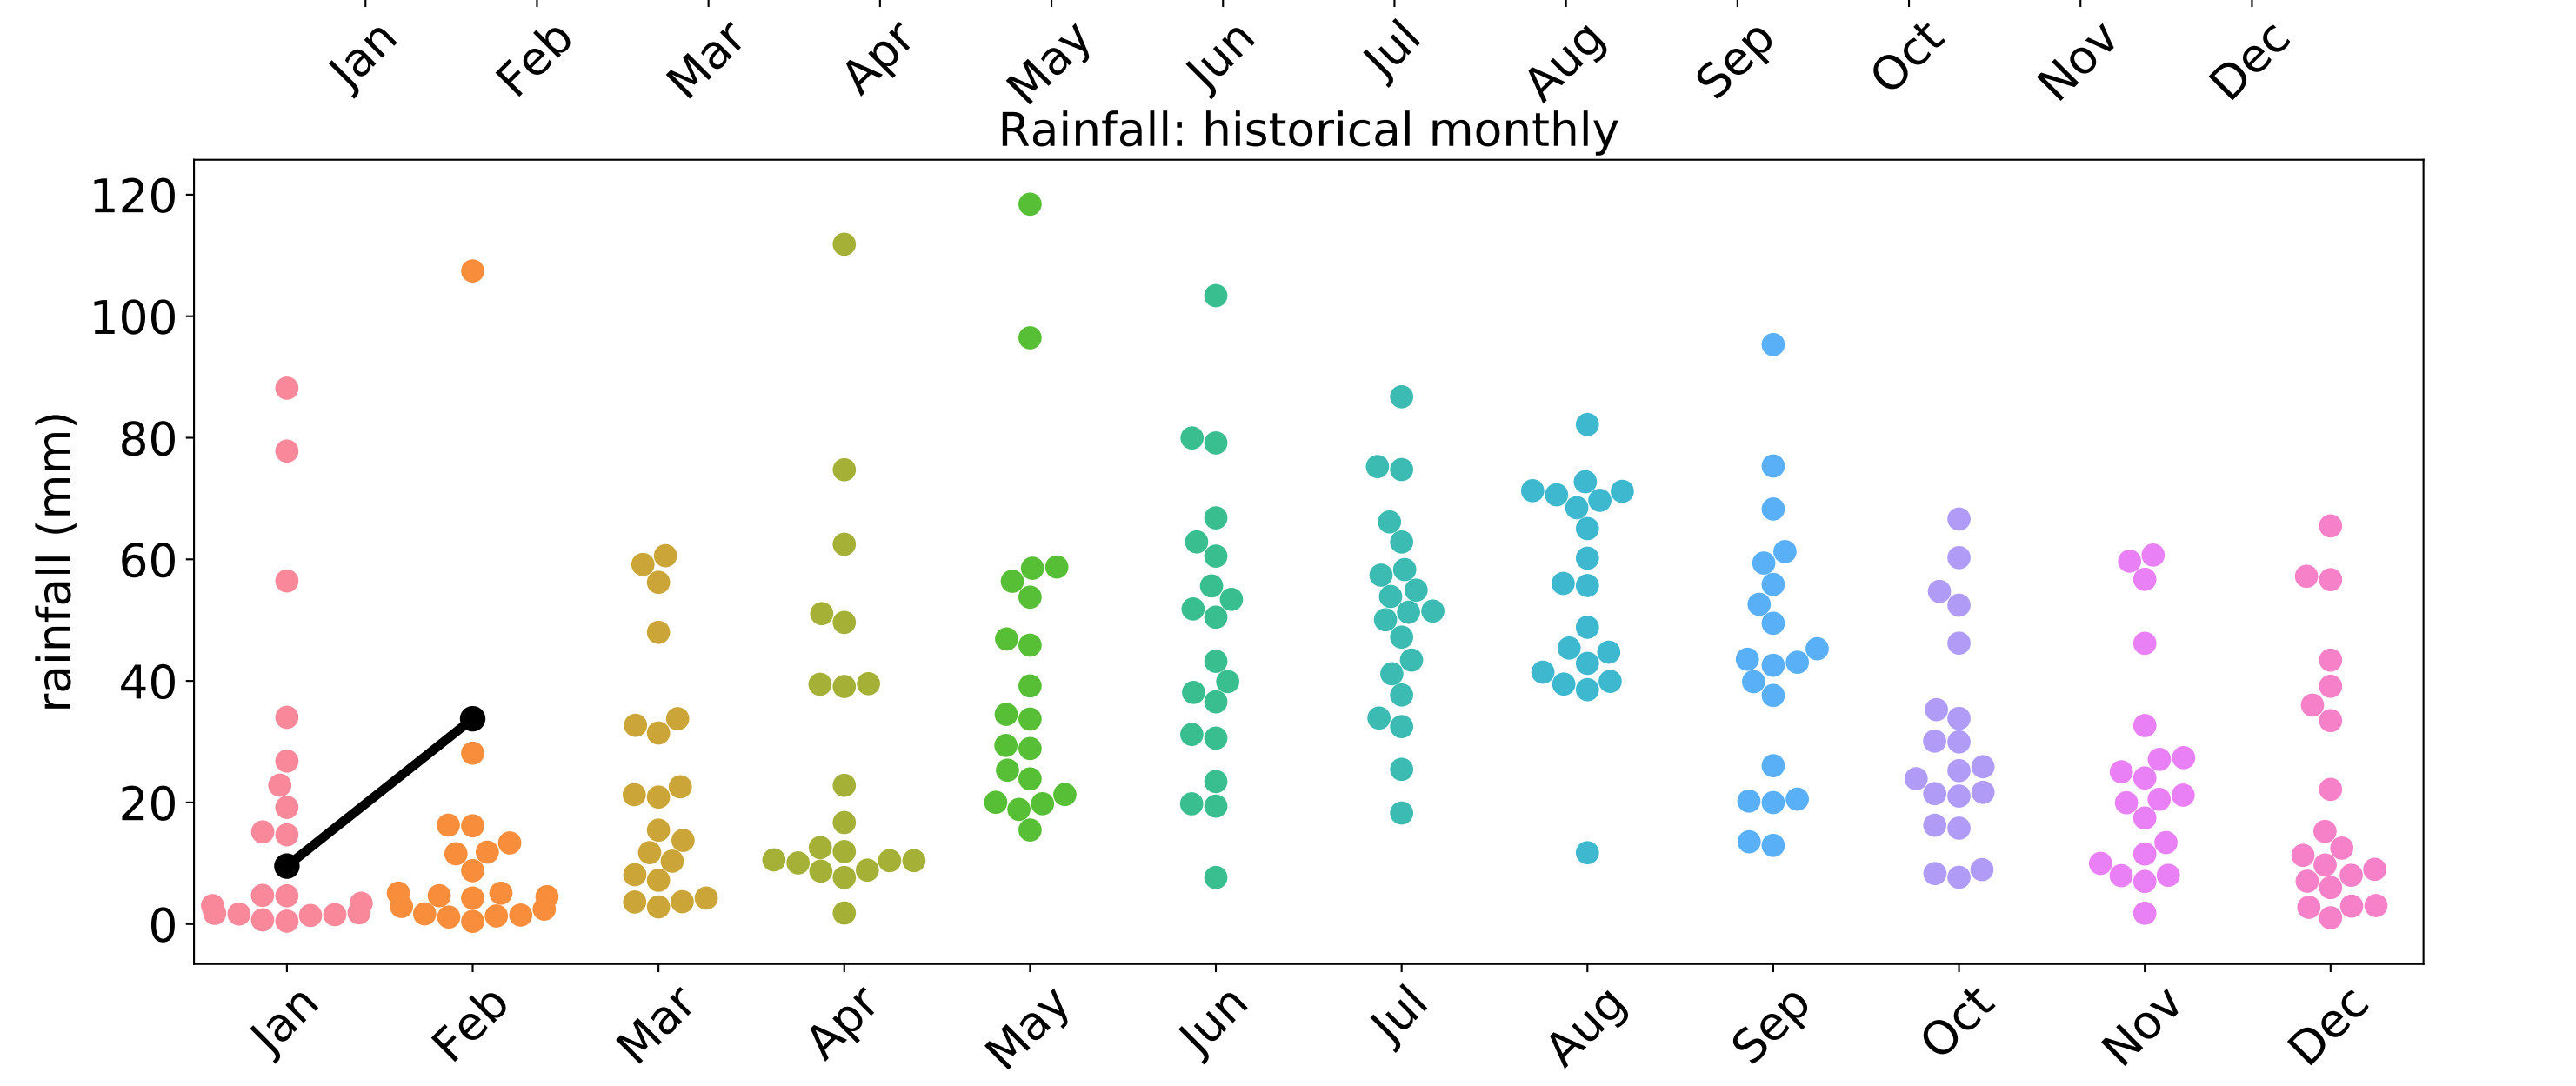 Jan Feb Mar Apr May Jun Jul Aug Sep Oct Nov Dec
Rainfall: historical monthly
120
100
80
60
40
20
0
rainfall (mm)
Jan Feb Mar Apr May Jun Jul Aug Sep Oct Nov Dec